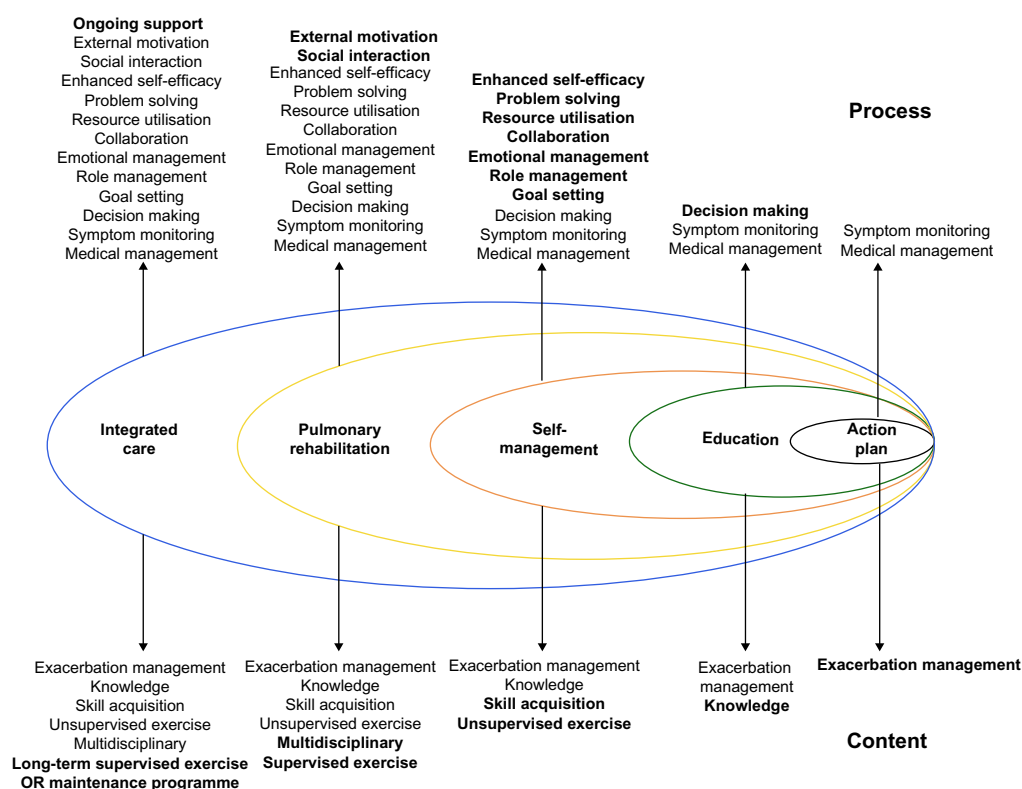 Ongoing support
External motivation
Social interaction
Enhanced self-efficacy
Problem solving
Resource utilisation
Collaboration
Emotional management
Role management
Goal setting
Decision making
Symptom monitoring
Medical management
External motivation
Social interaction
Enhanced self-efficacy
Problem solving
Resource utilisation
Collaboration
Emotional management
Role management
Goal setting
Decision making
Symptom monitoring
Medical management
Enhanced self-efficacy
Problem solving
Resource utilisation
Collaboration
Emotional management
Role management
Goal setting
Decision making
Symptom monitoring
Medical management
Decision making
Symptom monitoring
Medical management
Process
Symptom monitoring
Medical management
Integrated
care
Pulmonary
rehabilitation
Self-
management
Education
Action
plan
Exacerbation management
Knowledge
Skill acquisition
Unsupervised exercise
Multidisciplinary
Long-term supervised exercise
OR maintenance programme
Exacerbation management
Knowledge
Skill acquisition
Unsupervised exercise
Multidisciplinary
Supervised exercise
Exacerbation management
Knowledge
Skill acquisition
Unsupervised exercise
Exacerbation
management
Knowledge
Exacerbation management
Content